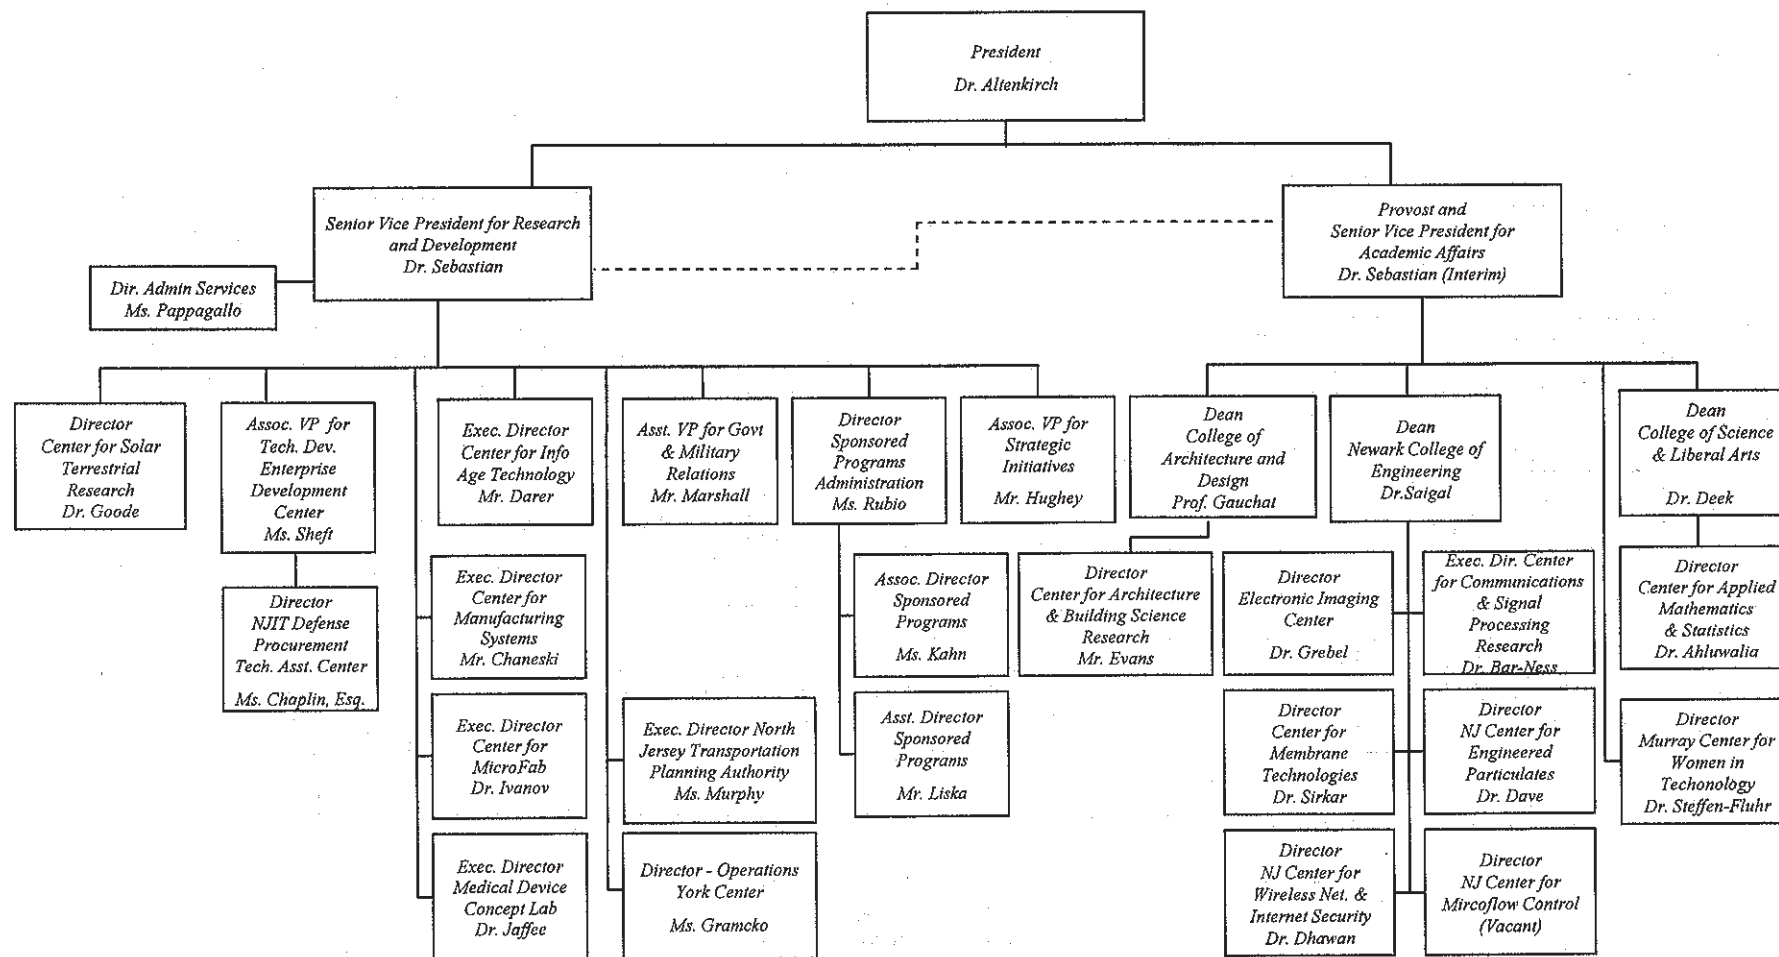 President
Dr. Altenkirch
Senior Vice President for Research
and Development
Dr. Sebastian
Provost and
Senior Vice President for
Academic Affairs
Dr. Sebastian (Interim)
Dir. Admin Services
Ms. Pappagallo
Director
Center for Solar
Terrestrial
Research
Dr. Goode
Assoc. VP for
Tech. Dev.
Enterprise
Development
Center
Ms. Sheft
Exec. Director
Center for Info
Age Technology
Mr. Darer
Asst. VP for Govt
& Military
Relations
Mr. Marshall
Director
Sponsored
Programs
Administration
Ms. Rubio
Assoc. VP for
Strategic
Initiatives
Mr. Hughey
Dean
College of
Architecture and
Design
Prof. Gauchat
Dean
Newark College of
Engineering
Dr.Saigal
Dean
College of Science
& Liberal Arts
Dr. Deek
Director
NJIT Defense
Procurement
Tech. Asst. Center
Ms. Chaplin, Esq.
Exec. Director
Center for
Manufacturing
Systems
Mr. Chaneski
Assoc. Director
Sponsored
Programs
Ms. Kahn
Director
Center for Architecture
& Building Science
Research
Mr. Evans
Director
Electronic Imaging
Center
Dr. Grebel
Exec. Dir. Center
for Communications
& Signal
Processing
Research
Dr. Bar-Ness
Director
Center for Applied
Mathematics
& Statistics
Dr. Ahluwalia
Exec. Director
Center for
MicroFab
Dr. Ivanov
Exec. Director North
Jersey Transportation
Planning Authority
Ms. Murphy
Asst. Director
Sponsored
Programs
Mr. Liska
Director
Center for
Membrane
Technologies
Dr. Sirkar
Director
NJ Center for
Engineered
Particulates
Dr. Dave
Director
Murray Center for
Women in
Techonology
Dr. Steffen-Fluhr
Exec. Director
Medical Device
Concept Lab
Dr. Jaffee
Director - Operations
York Center
Ms. Gramcko
Director
NJ Center for
Wireless Net. &
Internet Security
Dr. Dhawan
Director
NJ Center for
Mircoflow Control
(Vacant)